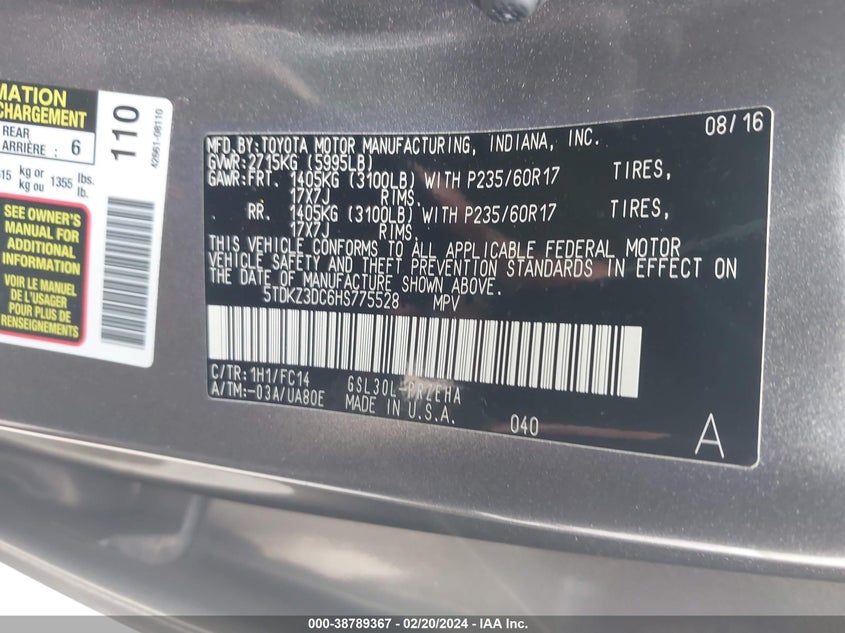 MATION
CHARGEMENT
REAR
ARRIÈRE : 6
615 kg or kg ou 1355 lbs. lb.
SEE OWNER'S
MANUAL FOR
ADDITIONAL
INFORMATION
VOIR LE MANUEL
DE L'USAGER
POUR PLUS DE
RENSEIGNEMENTS
110
42661-08110
08/16
MFD.BY:TOYOTA MOTOR MANUFACTURING, INDIANA, INC.
GVWR:2715KG (5995LB)
GAWR:FRT. 1405KG (3100LB) WITH P235/60R17 TIRES,
17X7J RIMS.
RR. 1405KG (3100LB) WITH P235/60R17 TIRES,
17X7J RIMS.
THIS VEHICLE CONFORMS TO ALL APPLICABLE FEDERAL MOTOR
VEHICLE SAFETY AND THEFT PREVENTION STANDARDS IN EFFECT ON
THE DATE OF MANUFACTURE SHOWN ABOVE.
5TDKZ3DC6HS775528 MPV
C/TR:1H1/FC14 GSL30L-PRZEHA
A/TM:-03A/UA80E MADE IN U.S.A.
040
A
000-38789367 - 02/20/2024 - IAA Inc.